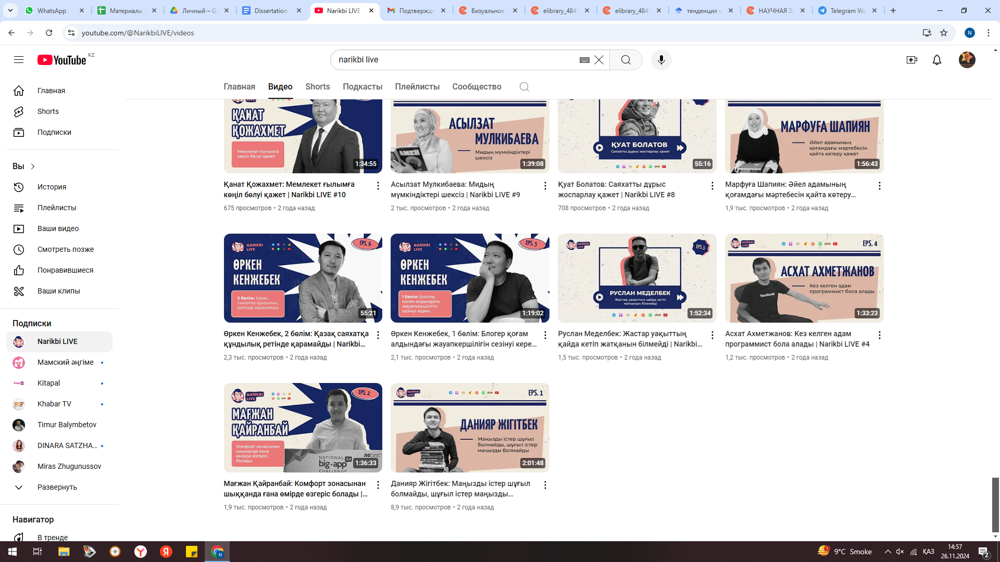 WhatsApp
Материалы
Личный – Go
Dissertation
Narikbi LIVE
Подтвержде
Визуальное
elibrary_484
elibrary_484
тенденция
НАУЧНАЯ Э
Telegram We
youtube.com/@NarikbiLIVE/videos
N
YouTube
KZ
narikbi live
Главная
Видео
Shorts
Подкасты
Плейлисты
Сообщество
Главная
Shorts
Подписки
Вы
История
Плейлисты
Ваши видео
Смотреть позже
Понравившиеся
Ваши клипы
Подписки
Narikbi LIVE
Мамский әңгіме
Kitapal
Khabar TV
Timur Balymbetov
DINARA SATZHA...
Miras Zhugunussov
Развернуть
Навигатор
В тренде
ҚАНАТ
ҚОЖАХМЕТ
Мемлекет ғылымға
көңіл бөлуі қажет
1:34:55
Қанат Қожахмет: Мемлекет ғылымға
көңіл бөлуі қажет | Narikbi LIVE #10
675 просмотров • 2 года назад
АСЫЛЗАТ
МУЛКИБАЕВА
Мидың мүмкіндіктері
шексіз
1:39:08
Асылзат Мулкибаева: Мидың
мүмкіндіктері шексіз | Narikbi LIVE #9
2 тыс. просмотров • 2 года назад
ҚУАТ БОЛАТОВ
Саяхатты дұрыс жоспарлау қажет
55:16
Қуат Болатов: Саяхатты дұрыс
жоспарлау қажет | Narikbi LIVE #8
708 просмотров • 2 года назад
МАРФУҒА ШАПИЯН
Әйел адамының
қоғамдағы мәртебесін
қайта көтеру қажет
1:56:43
Марфуға Шапиян: Әйел адамының
қоғамдағы мәртебесін қайта көтеру...
1,9 тыс. просмотров • 2 года назад
NARIKBI
LIVE
EPS. 6
ӨРКЕН
КЕНЖЕБЕК
2 бөлім: Қазақ
саяхатқа құндылық
ретінде қарамайды
55:21
Өркен Кенжебек, 2 бөлім: Қазақ саяхатқа
құндылық ретінде қарамайды | Narikbi...
2,3 тыс. просмотров • 2 года назад
NARIKBI
LIVE
EPS. 5
ӨРКЕН
КЕНЖЕБЕК
1 бөлім: Блогер
қоғам алдындағы
жауапкершілігін
сезінуі керек
1:19:02
Өркен Кенжебек, 1 бөлім: Блогер қоғам
алдындағы жауапкершілігін сезінуі кере...
2,1 тыс. просмотров • 2 года назад
NARIKBI
LIVE
EPS.3
РУСЛАН МЕДЕЛБЕК
Жастар уақыттың қайда кетіп
жатқанын білмейді
1:52:34
Руслан Меделбек: Жастар уақыттың
қайда кетіп жатқанын білмейді | Narikbi...
1,5 тыс. просмотров • 2 года назад
NARIKBI
LIVE
EPS. 4
АСХАТ АХМЕТЖАНОВ
Кез келген адам
программист бола алады
facebook
1:33:23
Асхат Ахметжанов: Кез келген адам
программист бола алады | Narikbi LIVE #4
1,2 тыс. просмотров • 2 года назад
NARIKBI
LIVE
EPS. 2
МАҒЖАН
ҚАЙРАНБАЙ
Комфорт зонасынан
шыққанда ғана
өмірде өзгеріс
болады
NATIONAL
big·app
CHALLENGE
1:36:33
Мағжан Қайранбай: Комфорт зонасынан
шыққанда ғана өмірде өзгеріс болады |...
1,9 тыс. просмотров • 2 года назад
NARIKBI
LIVE
EPS. 1
ДАНИЯР ЖІГІТБЕК
Маңызды істер шұғыл
болмайды, шұғыл істер
маңызды болмайды
2:01:48
Данияр Жігітбек: Маңызды істер шұғыл
болмайды, шұғыл істер маңызды...
8,9 тыс. просмотров • 2 года назад
9°C Smoke
ҚАЗ
14:57
26.11.2024
2